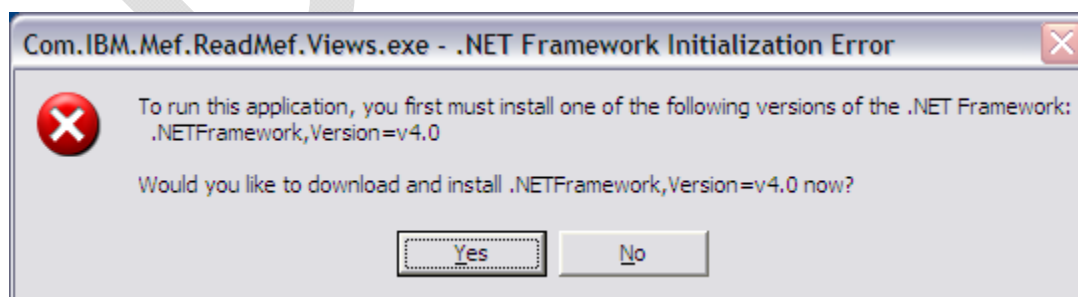 Com.IBM.Mef.ReadMef.Views.exe - .NET Framework Initialization Error
To run this application, you first must install one of the following versions of the .NET Framework:
.NETFramework,Version=v4.0
Would you like to download and install .NETFramework,Version=v4.0 now?
Yes No